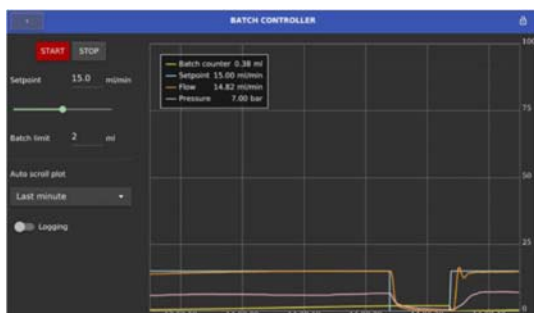 BATCH CONTROLLER
START STOP
Setpoint 15.0 ml/min
Batch limit 2 ml
Auto scroll plot
Last minute
Logging
Batch counter 0.38 ml
Setpoint 15.00 ml/min
Flow 14.82 ml/min
Pressure 7.00 bar
100
75
50
25
0